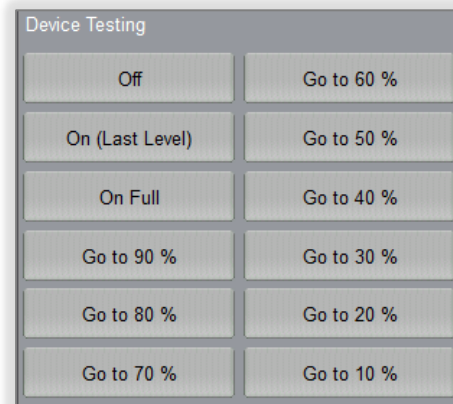 Device Testing
Off
On (Last Level)
On Full
Go to 90 %
Go to 80 %
Go to 70 %
Go to 60 %
Go to 50 %
Go to 40 %
Go to 30 %
Go to 20 %
Go to 10 %